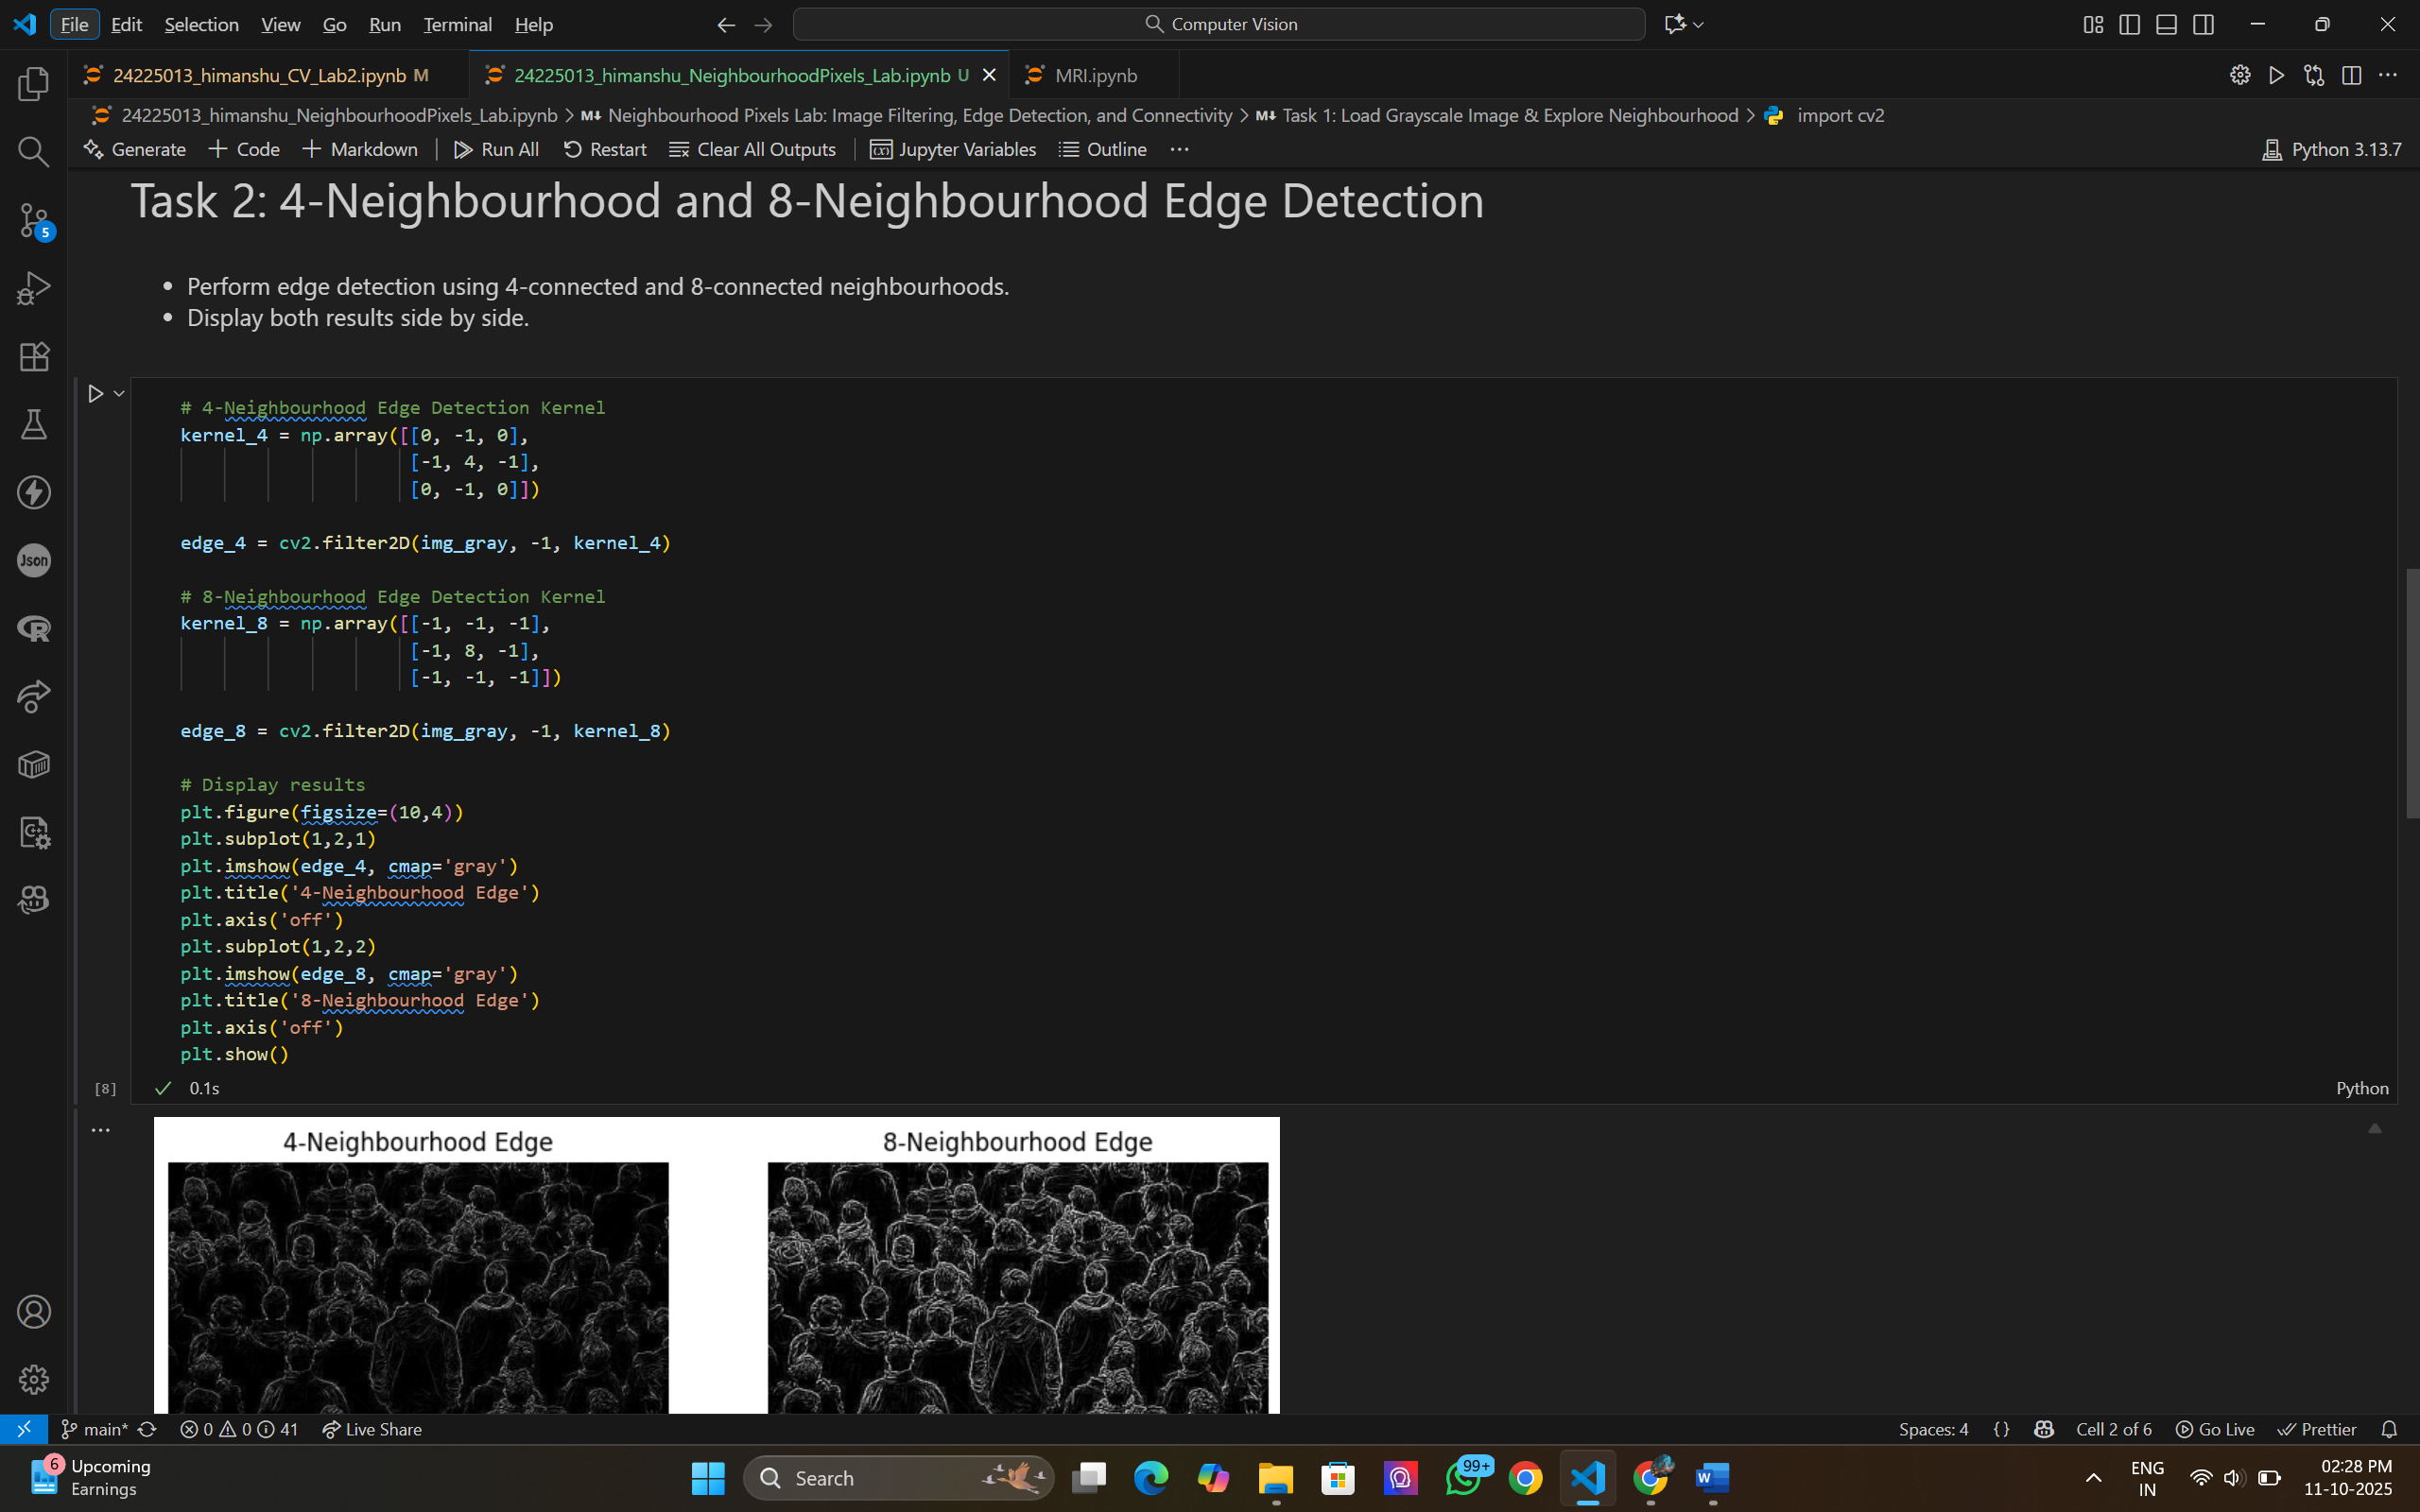 File Edit Selection View Go Run Terminal Help
Computer Vision
24225013_himanshu_CV_Lab2.ipynb M
24225013_himanshu_NeighbourhoodPixels_Lab.ipynb U
MRI.ipynb
24225013_himanshu_NeighbourhoodPixels_Lab.ipynb > M↓ Neighbourhood Pixels Lab: Image Filtering, Edge Detection, and Connectivity > M↓ Task 1: Load Grayscale Image & Explore Neighbourhood > import cv2
Generate + Code + Markdown Run All Restart Clear All Outputs Jupyter Variables Outline ... Python 3.13.7
Task 2: 4-Neighbourhood and 8-Neighbourhood Edge Detection
• Perform edge detection using 4-connected and 8-connected neighbourhoods.
• Display both results side by side.
# 4-Neighbourhood Edge Detection Kernel
kernel_4 = np.array([[0, -1, 0],
[-1, 4, -1],
[0, -1, 0]])
edge_4 = cv2.filter2D(img_gray, -1, kernel_4)
# 8-Neighbourhood Edge Detection Kernel
kernel_8 = np.array([[-1, -1, -1],
[-1, 8, -1],
[-1, -1, -1]])
edge_8 = cv2.filter2D(img_gray, -1, kernel_8)
# Display results
plt.figure(figsize=(10,4))
plt.subplot(1,2,1)
plt.imshow(edge_4, cmap='gray')
plt.title('4-Neighbourhood Edge')
plt.axis('off')
plt.subplot(1,2,2)
plt.imshow(edge_8, cmap='gray')
plt.title('8-Neighbourhood Edge')
plt.axis('off')
plt.show()
[8] 0.1s Python
4-Neighbourhood Edge 8-Neighbourhood Edge
5
Json
R
main* 0 0 41 Live Share Spaces: 4 {} Cell 2 of 6 Go Live Prettier
6 Upcoming
Earnings
Search
99+
W
ENG
IN
02:28 PM
11-10-2025